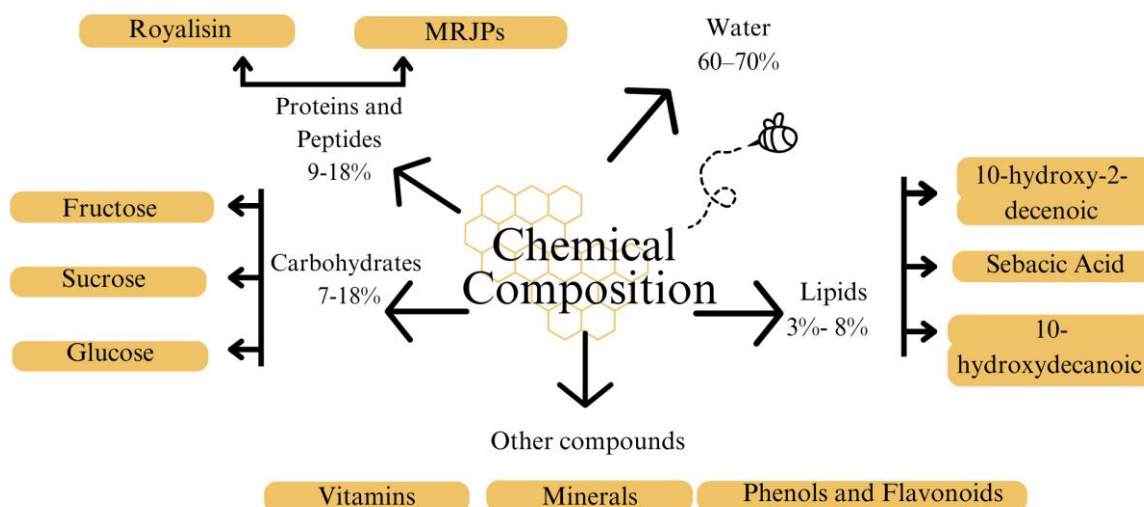 Royalisin
MRJPs
Water
60–70%
Proteins and
Peptides
9-18%
Fructose
Sucrose
Glucose
Carbohydrates
7-18%
Chemical
Composition
Lipids
3%- 8%
10-hydroxy-2-
decenoic
Sebacic Acid
10-
hydroxydecanoic
Other compounds
Vitamins
Minerals
Phenols and Flavonoids